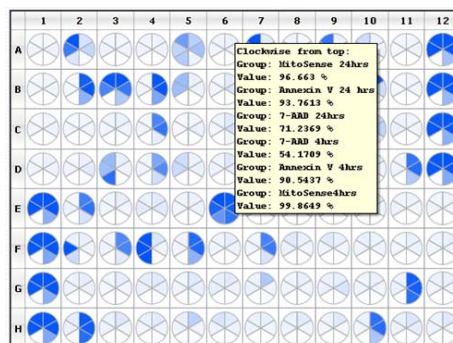 1 2 3 4 5 6 7 8 9 10 11 12
A
B
C
D
E
F
G
H
Clockwise from top:
Group: MitoSense 24hrs
Value: 96.663 %
Group: Annexin V 24 hrs
Value: 93.7613 %
Group: 7-AAD 24hrs
Value: 71.2369 %
Group: 7-AAD 4hrs
Value: 54.1709 %
Group: Annexin V 4hrs
Value: 90.5437 %
Group: MitoSense4hrs
Value: 99.8649 %